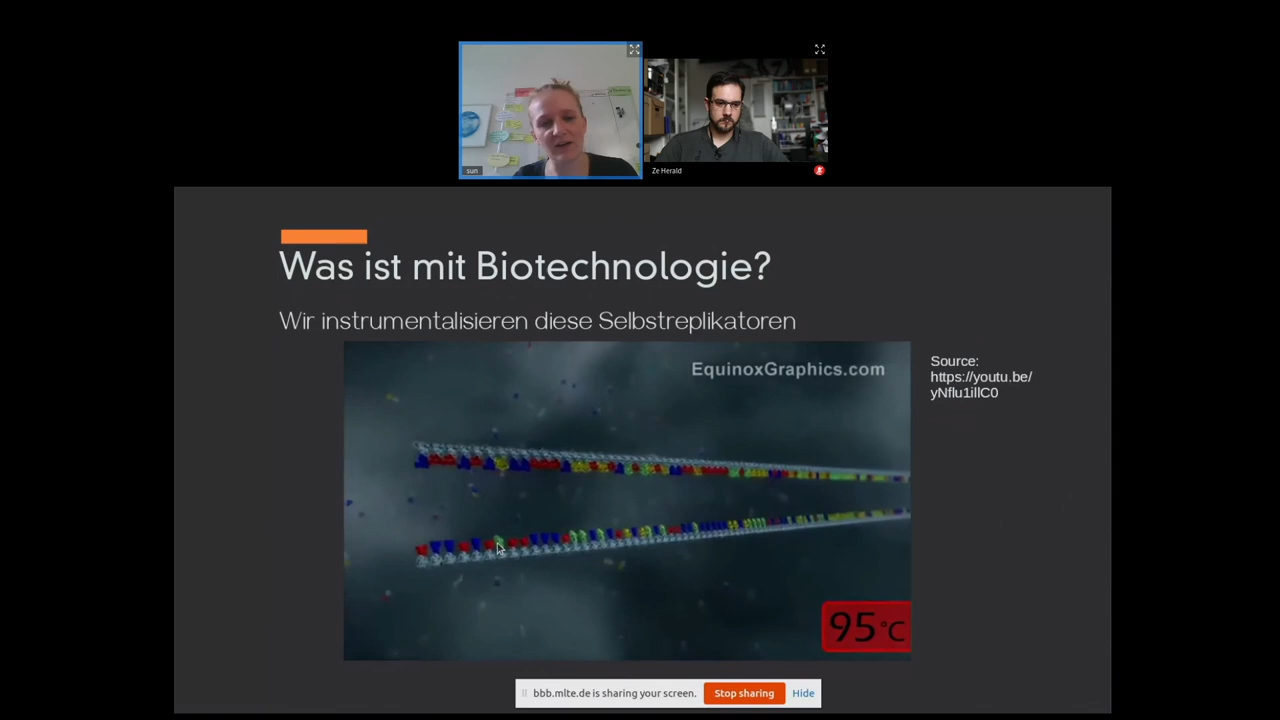 sun
Ze Herald
Was ist mit Biotechnologie?
Wir instrumentalisieren diese Selbstreplikatoren
EquinoxGraphics.com
Source:
https://youtu.be/
yNflu1illC0
95°C
bbb.mlte.de is sharing your screen. Stop sharing Hide